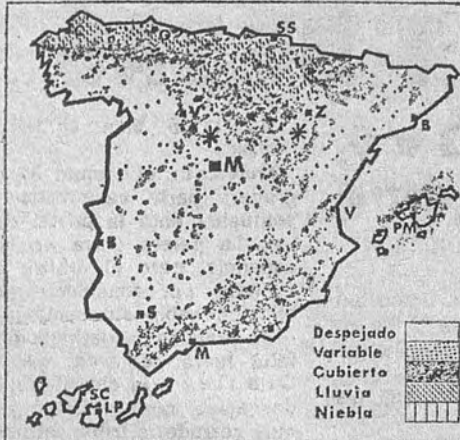 SS
O
V
Z
M
B
V
PM
B
S
M
SC
LP
Despejado
Variable
Cubierto
Lluvia
Niebla